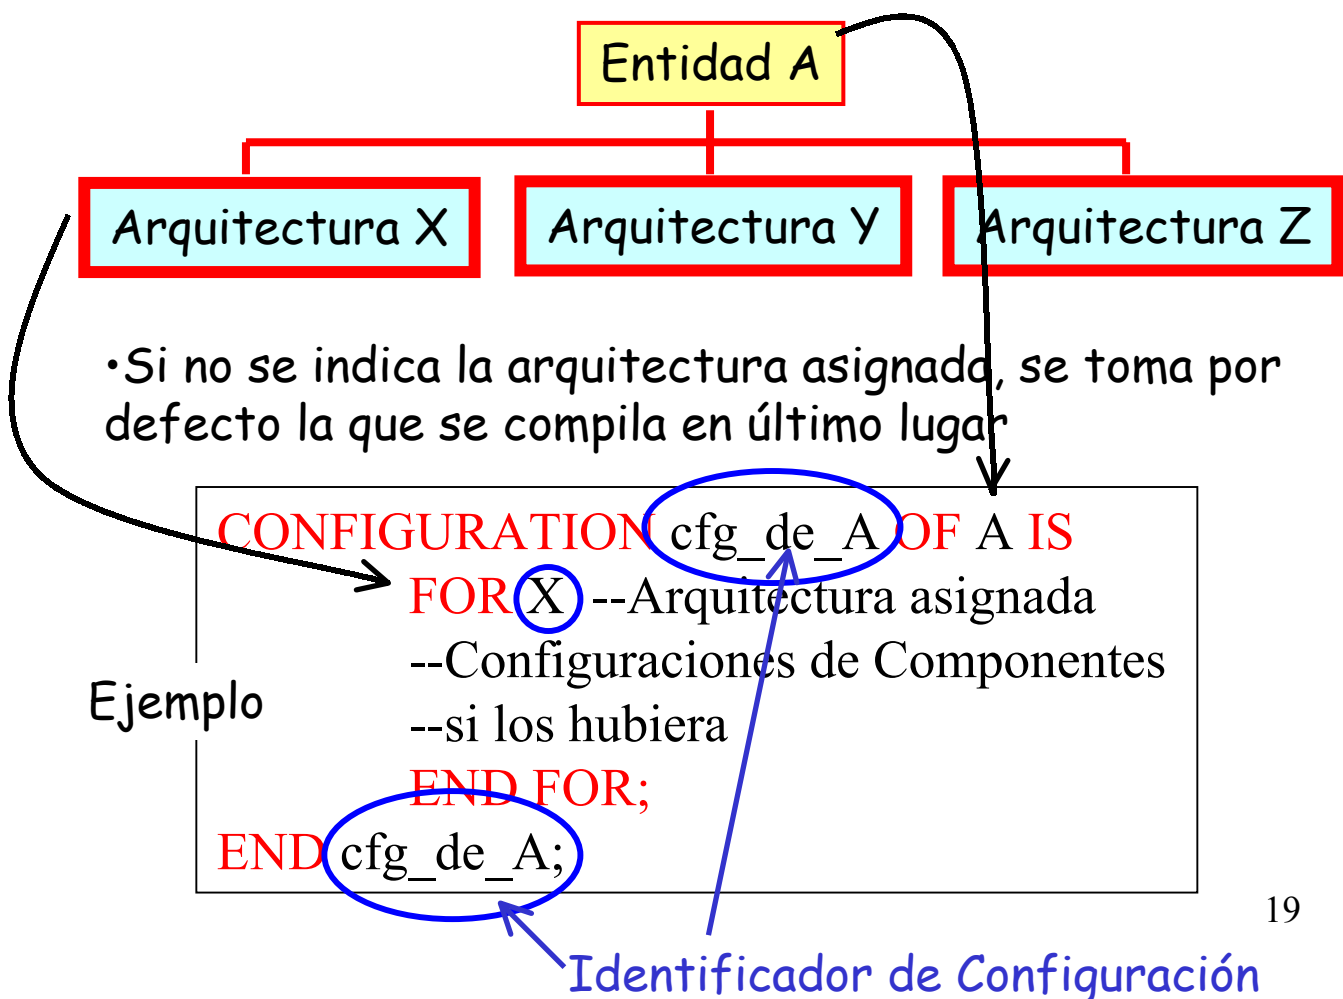 Entidad A
Arquitectura X
Arquitectura Y
Arquitectura Z
•Si no se indica la arquitectura asignada, se toma por
defecto la que se compila en último lugar
CONFIGURATION cfg_de_A OF A IS
FOR X --Arquitectura asignada
--Configuraciones de Componentes
--si los hubiera
END FOR;
END cfg_de_A;
Ejemplo
19
Identificador de Configuración